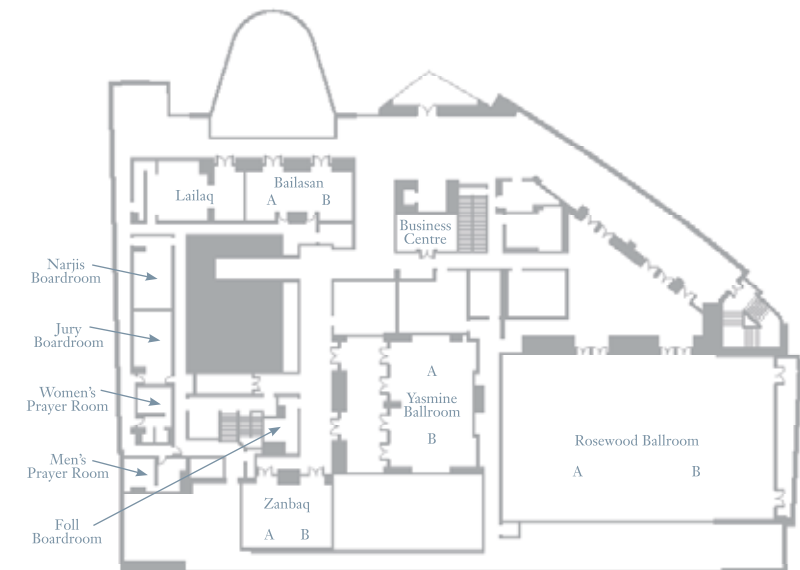 Lailaq
Bailasan
A B
Business
Centre
Narjis
Boardroom
Jury
Boardroom
Women's
Prayer Room
Men's
Prayer Room
Foll
Boardroom
A
Yasmine
Ballroom
B
Rosewood Ballroom
A B
Zanbaq
A B